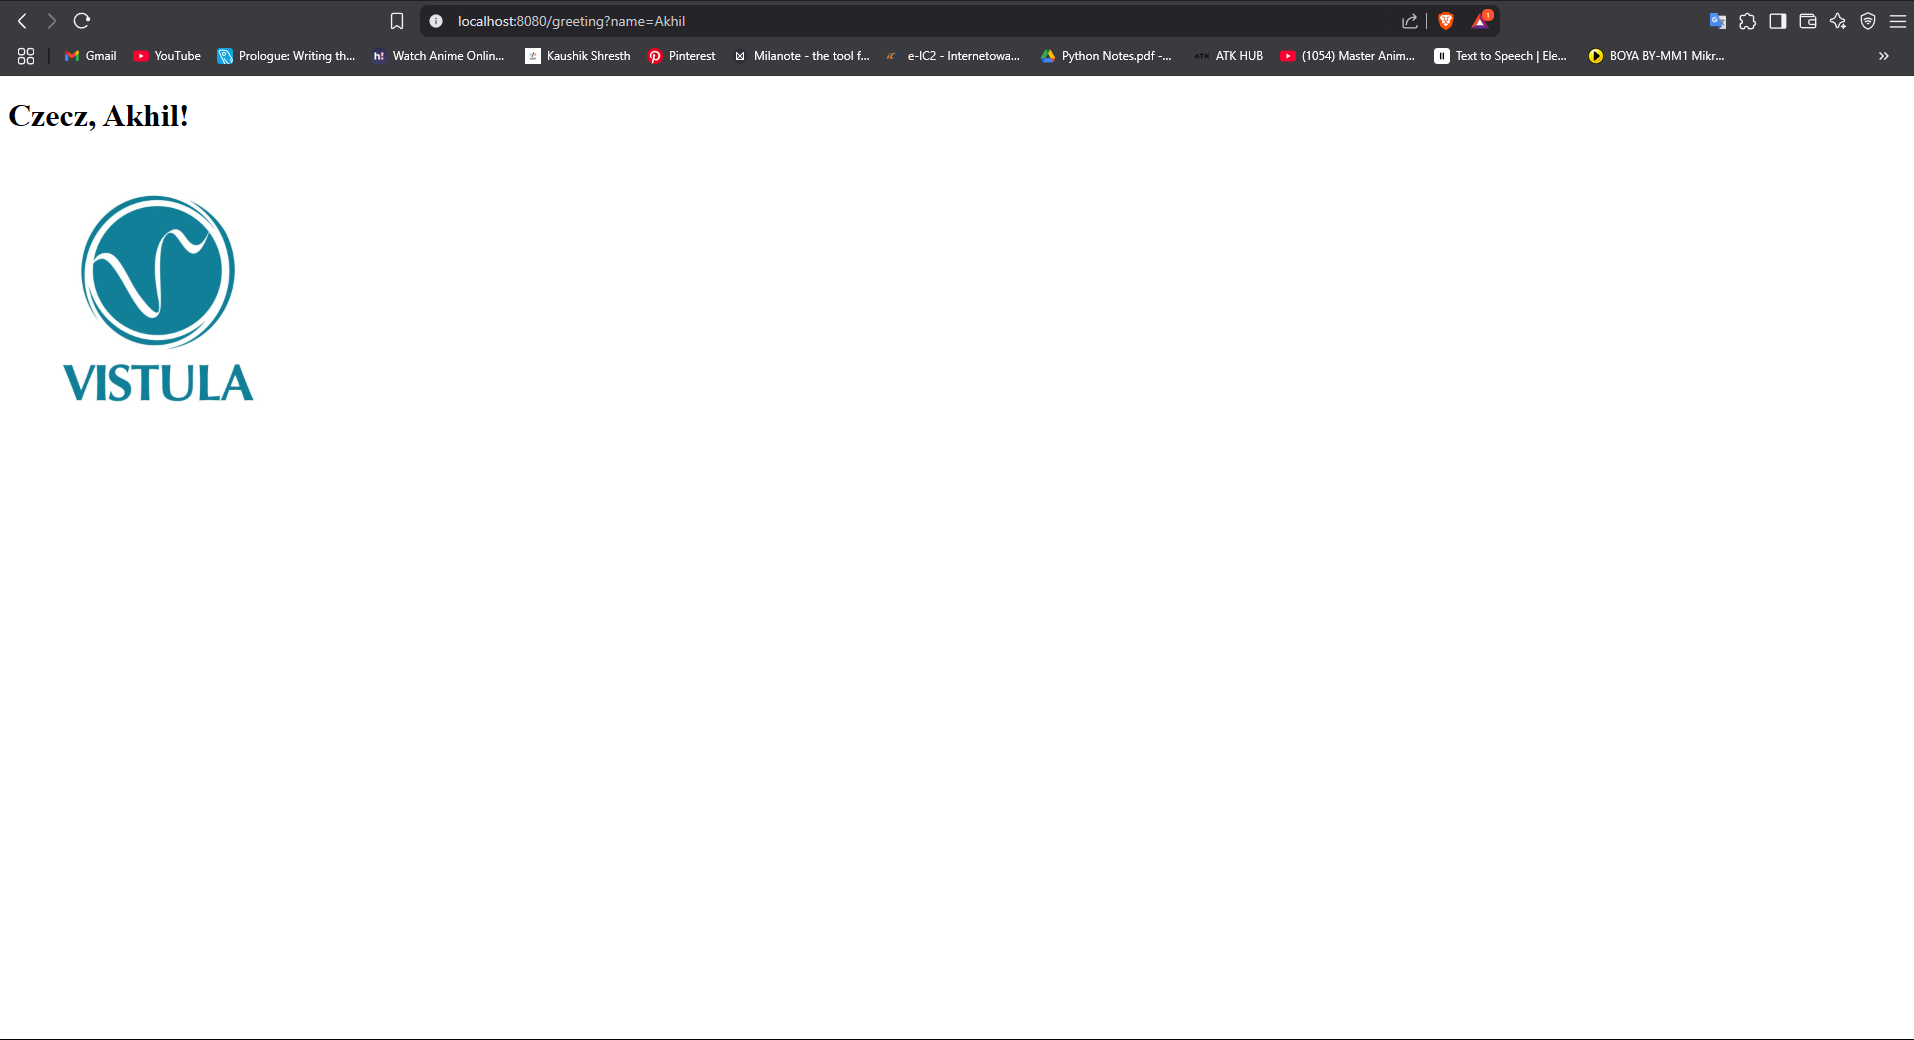 localhost:8080/greeting?name=Akhil
1
Gmail YouTube Prologue: Writing th... Watch Anime Onlin... Kaushik Shresth Pinterest Milanote - the tool f... e-IC2 - Internetowa... Python Notes.pdf -... ATK ATK HUB (1054) Master Anim... Text to Speech | Ele... BOYA BY-MM1 Mikr...
Czecz, Akhil!
VISTULA